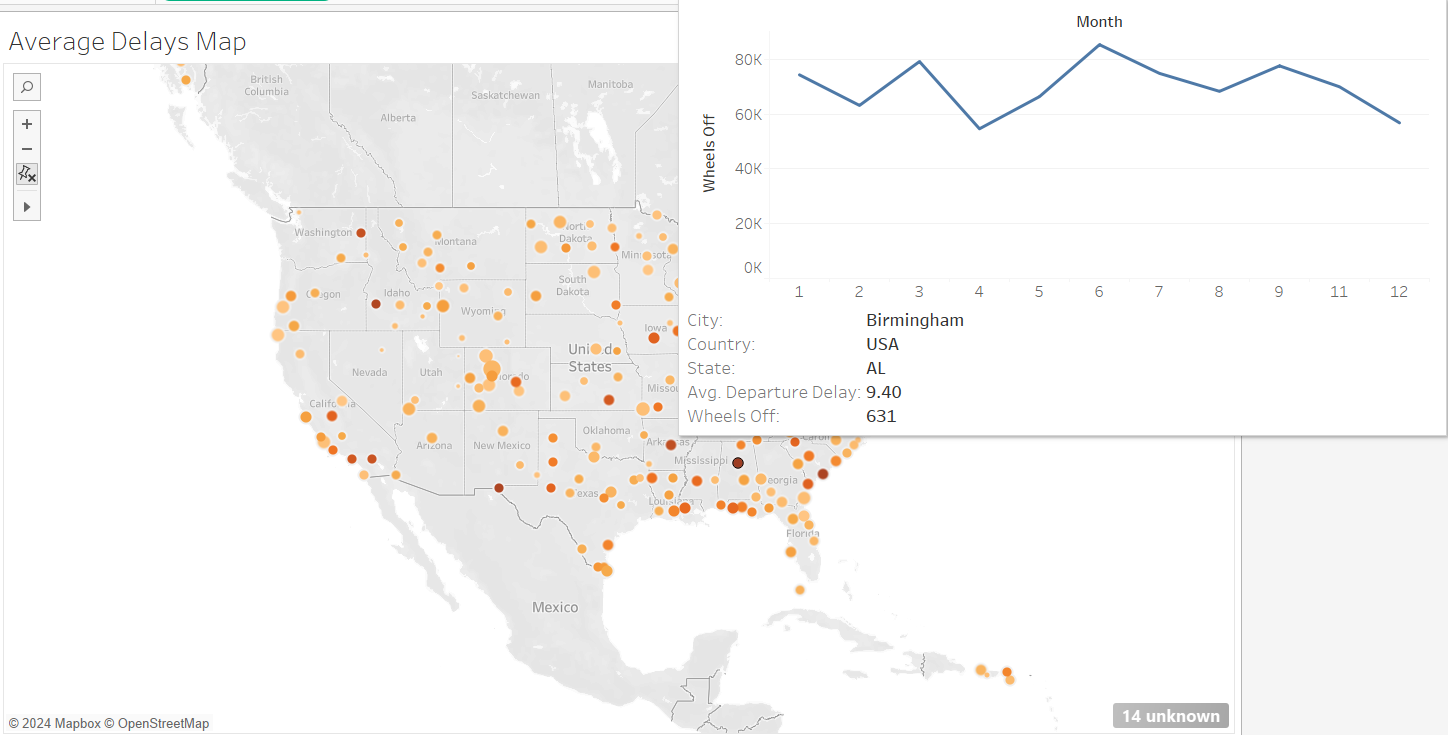 Average Delays Map
British
Columbia
Alberta
Saskatchewan
Manitoba
Washington
Montana
North
Dakota
Minnesota
Oregon
Idaho
South
Dakota
Wyoming
Iowa
United
States
Nevada
Utah
Colorado
Missou
California
Arizona
New Mexico
Oklahoma
Arkansas
Mississippi
Georgia
Texas
Louisiana
Florida
Mexico
© 2024 Mapbox © OpenStreetMap
14 unknown
Month
Wheels Off
80K
60K
40K
20K
0K
1 2 3 4 5 6 7 8 9 11 12
City: Birmingham
Country: USA
State: AL
Avg. Departure Delay: 9.40
Wheels Off: 631